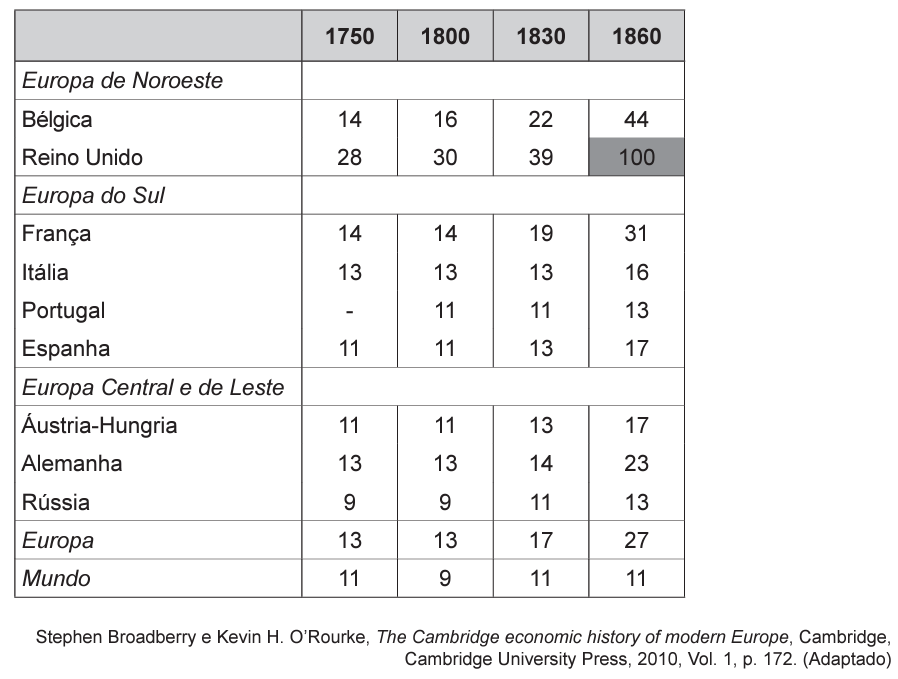 1750 1800 1830 1860
Europa de Noroeste
Bélgica 14 16 22 44
Reino Unido 28 30 39 100
Europa do Sul
França 14 14 19 31
Itália 13 13 13 16
Portugal - 11 11 13
Espanha 11 11 13 17
Europa Central e de Leste
Áustria-Hungria 11 11 13 17
Alemanha 13 13 14 23
Rússia 9 9 11 13
Europa 13 13 17 27
Mundo 11 9 11 11
Stephen Broadberry e Kevin H. O’Rourke, The Cambridge economic history of modern Europe, Cambridge,
Cambridge University Press, 2010, Vol. 1, p. 172. (Adaptado)